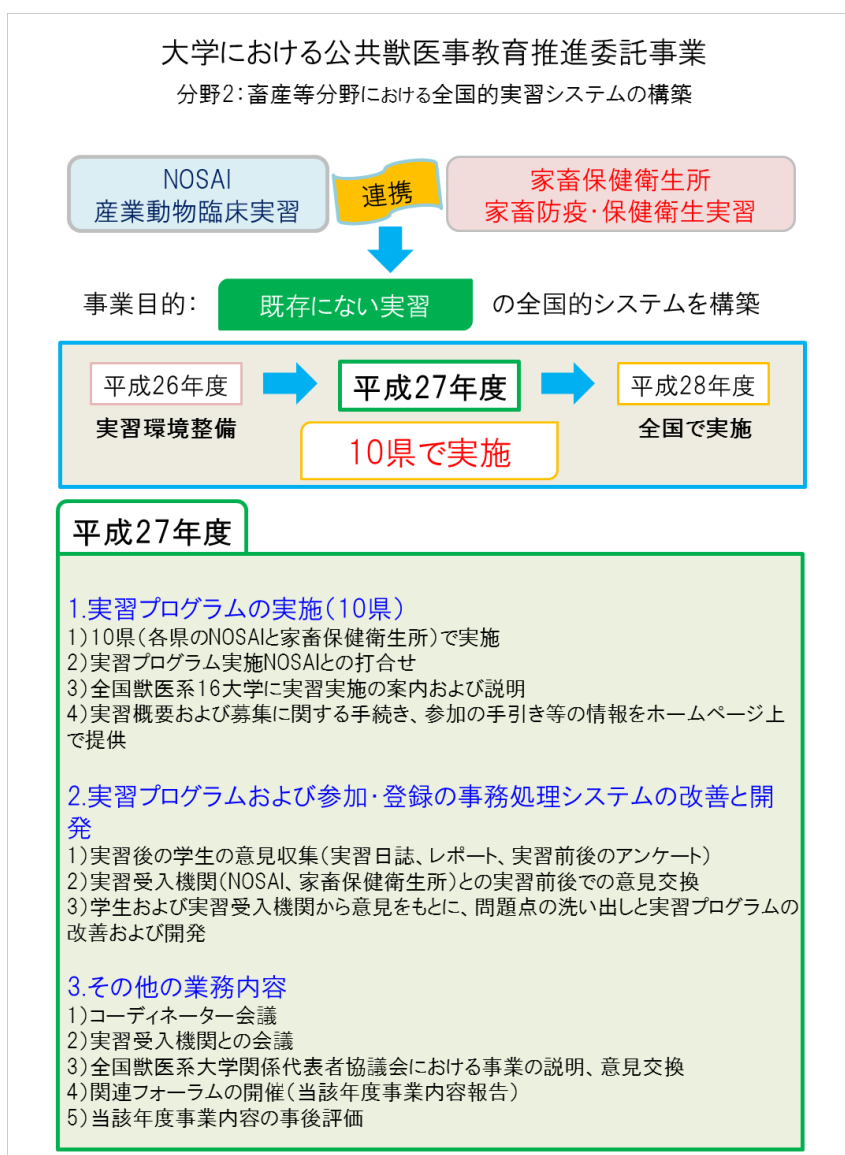 大学における公共獣医事教育推進委託事業
分野2：畜産等分野における全国的実習システムの構築
NOSAI
産業動物臨床実習
連携
家畜保健衛生所
家畜防疫・保健衛生実習
事業目的： 既存にない実習 の全国的システムを構築
平成26年度 平成27年度 平成28年度
実習環境整備 10県で実施 全国で実施
平成27年度
1.実習プログラムの実施（10県）
1）10県（各県のNOSAIと家畜保健衛生所）で実施
2）実習プログラム実施NOSAIとの打合せ
3）全国獣医系16大学に実習実施の案内および説明
4）実習概要および募集に関する手続き、参加の手引き等の情報をホームページ上
で提供
2.実習プログラムおよび参加・登録の事務処理システムの改善と開
発
1）実習後の学生の意見収集（実習日誌、レポート、実習前後のアンケート）
2）実習受入機関（NOSAI、家畜保健衛生所）との実習前後での意見交換
3）学生および実習受入機関から意見をもとに、問題点の洗い出しと実習プログラムの
改善および開発
3.その他の業務内容
1）コーディネーター会議
2）実習受入機関との会議
3）全国獣医系大学関係代表者協議会における事業の説明、意見交換
4）関連フォーラムの開催（当該年度事業内容報告）
5）当該年度事業内容の事後評価